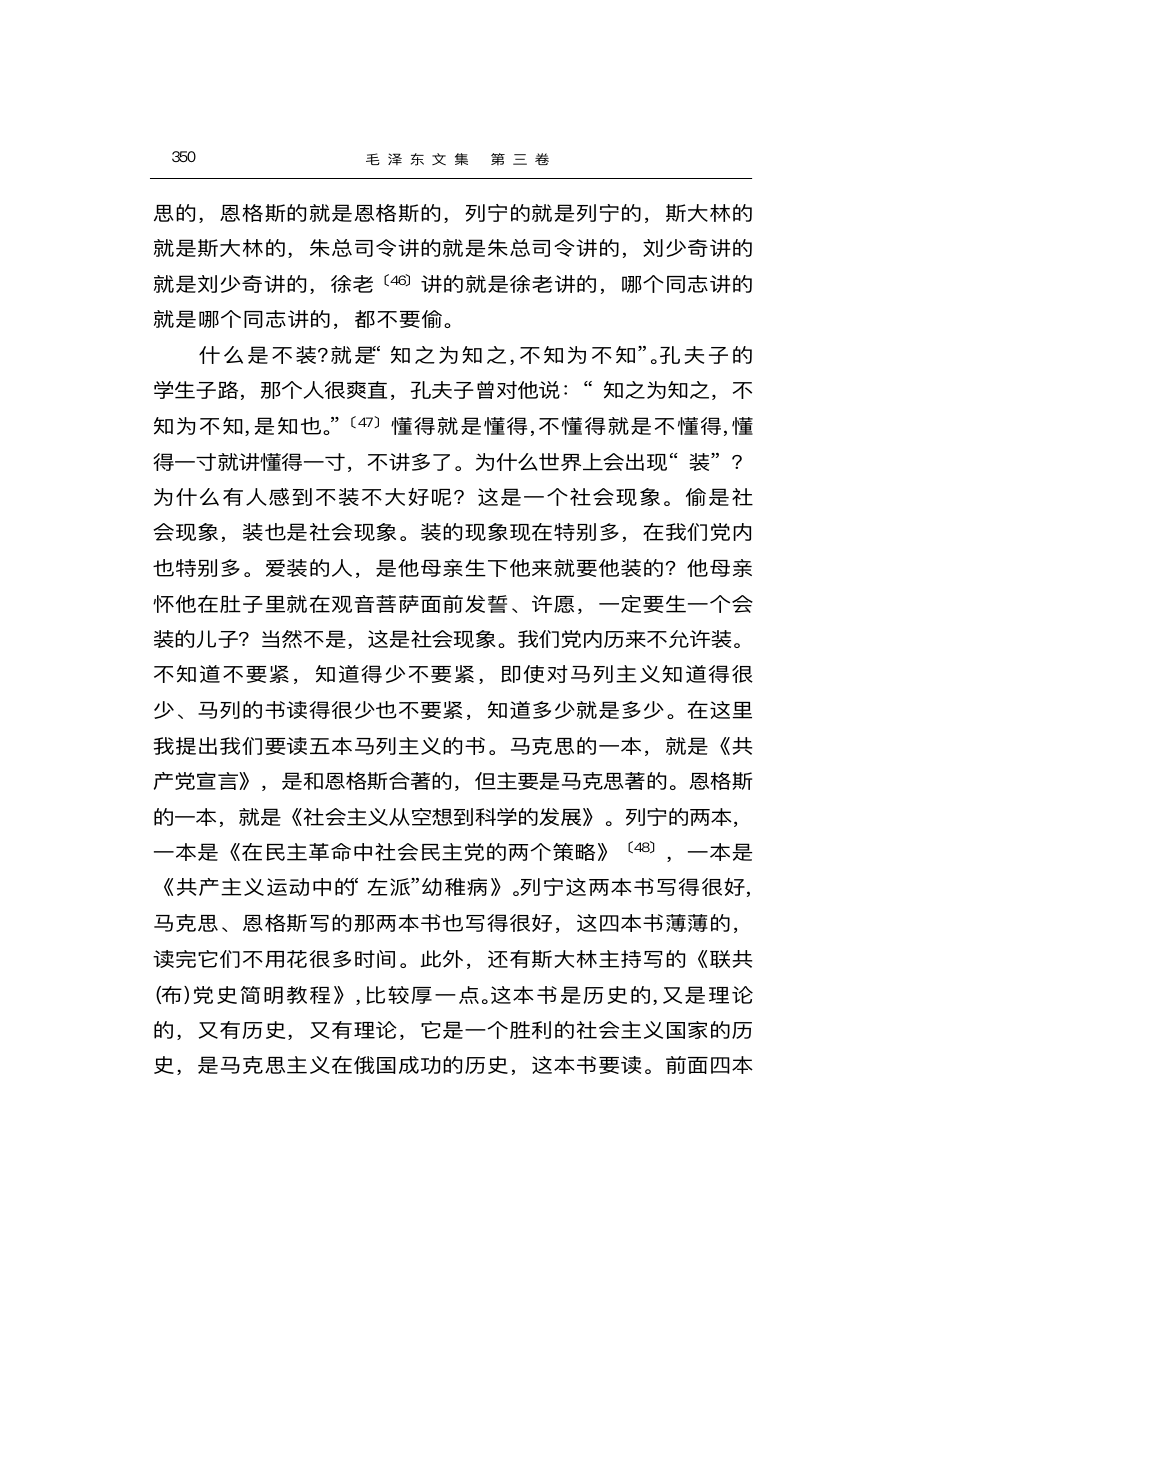 350
毛泽东文集 第三卷
思的，恩格斯的就是恩格斯的，列宁的就是列宁的，斯大林的
就是斯大林的，朱总司令讲的就是朱总司令讲的，刘少奇讲的
就是刘少奇讲的，徐老〔46〕讲的就是徐老讲的，哪个同志讲的
就是哪个同志讲的，都不要偷。
什么是不装?就是“知之为知之,不知为不知”。孔夫子的
学生子路，那个人很爽直，孔夫子曾对他说：“知之为知之，不
知为不知,是知也。”〔47〕懂得就是懂得,不懂得就是不懂得,懂
得一寸就讲懂得一寸，不讲多了。为什么世界上会出现“装”？
为什么有人感到不装不大好呢？这是一个社会现象。偷是社
会现象，装也是社会现象。装的现象现在特别多，在我们党内
也特别多。爱装的人，是他母亲生下他来就要他装的？他母亲
怀他在肚子里就在观音菩萨面前发誓、许愿，一定要生一个会
装的儿子？当然不是，这是社会现象。我们党内历来不允许装。
不知道不要紧，知道得少不要紧，即使对马列主义知道得很
少、马列的书读得很少也不要紧，知道多少就是多少。在这里
我提出我们要读五本马列主义的书。马克思的一本，就是《共
产党宣言》，是和恩格斯合著的，但主要是马克思著的。恩格斯
的一本，就是《社会主义从空想到科学的发展》。列宁的两本，
一本是《在民主革命中社会民主党的两个策略》〔48〕，一本是
《共产主义运动中的“左派”幼稚病》。列宁这两本书写得很好,
马克思、恩格斯写的那两本书也写得很好，这四本书薄薄的，
读完它们不用花很多时间。此外，还有斯大林主持写的《联共
(布)党史简明教程》,比较厚一点。这本书是历史的,又是理论
的，又有历史，又有理论，它是一个胜利的社会主义国家的历
史，是马克思主义在俄国成功的历史，这本书要读。前面四本